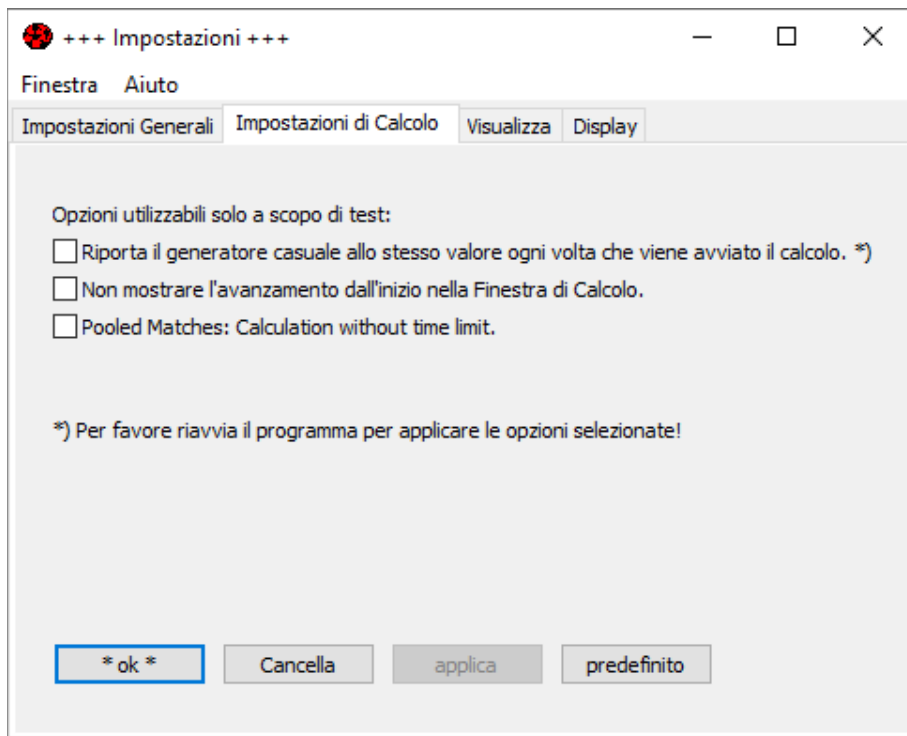 +++ Impostazioni +++
Finestra Aiuto
Impostazioni Generali Impostazioni di Calcolo Visualizza Display
Opzioni utilizzabili solo a scopo di test:
Riporta il generatore casuale allo stesso valore ogni volta che viene avviato il calcolo. *)
Non mostrare l'avanzamento dall'inizio nella Finestra di Calcolo.
Pooled Matches: Calculation without time limit.
*) Per favore riavvia il programma per applicare le opzioni selezionate!
* ok * Cancella applica predefinito